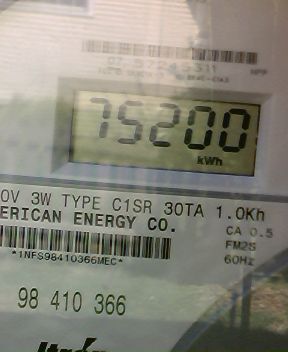 75200
kWh
0V 3W TYPE C1SR 30TA 1.0Kh
ERICAN ENERGY CO.
CA 0.5
FM2S
60Hz
*1NFS98410366MEC*
98 410 366
Itron